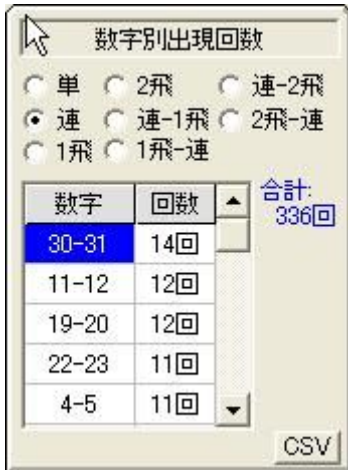 数字別出現回数
単 2飛 連-2飛
連 連-1飛 2飛-連
1飛 1飛-連
合計:
336回
数字 回数
30-31 14回
11-12 12回
19-20 12回
22-23 11回
4-5 11回
CSV